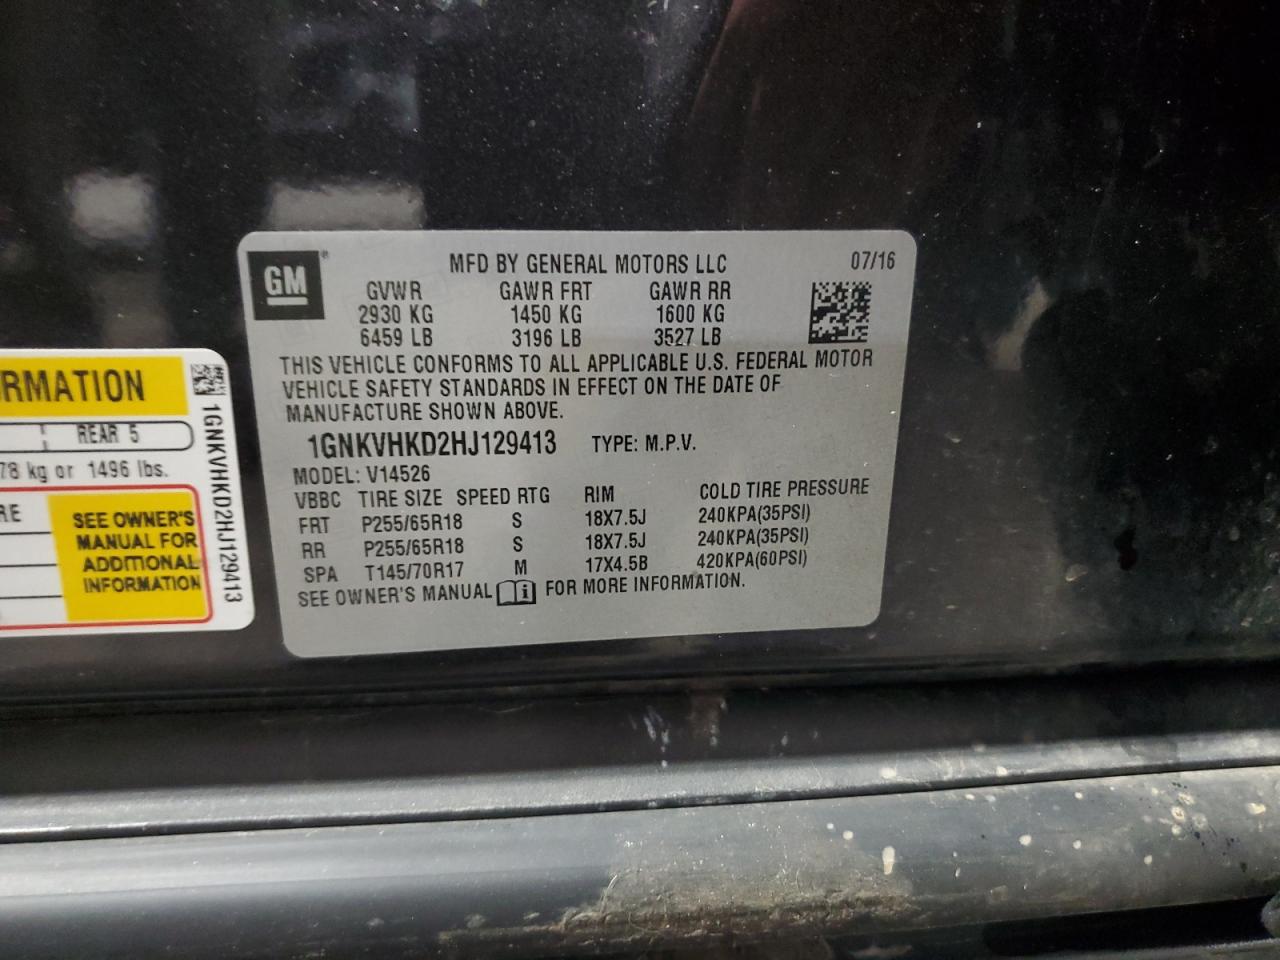 GM®
MFD BY GENERAL MOTORS LLC 07/16
GVWR GAWR FRT GAWR RR
2930 KG 1450 KG 1600 KG
6459 LB 3196 LB 3527 LB
THIS VEHICLE CONFORMS TO ALL APPLICABLE U.S. FEDERAL MOTOR
VEHICLE SAFETY STANDARDS IN EFFECT ON THE DATE OF
MANUFACTURE SHOWN ABOVE.
1GNKVHKD2HJ129413 TYPE: M.P.V.
MODEL: V14526
VBBC TIRE SIZE SPEED RTG RIM COLD TIRE PRESSURE
FRT P255/65R18 S 18X7.5J 240KPA(35PSI)
RR P255/65R18 S 18X7.5J 240KPA(35PSI)
SPA T145/70R17 M 17X4.5B 420KPA(60PSI)
SEE OWNER'S MANUAL i FOR MORE INFORMATION.
RMATION
REAR 5
78 kg or 1496 lbs.
RE
SEE OWNER'S
MANUAL FOR
ADDITIONAL
INFORMATION
1GNKVHKD2HJ129413